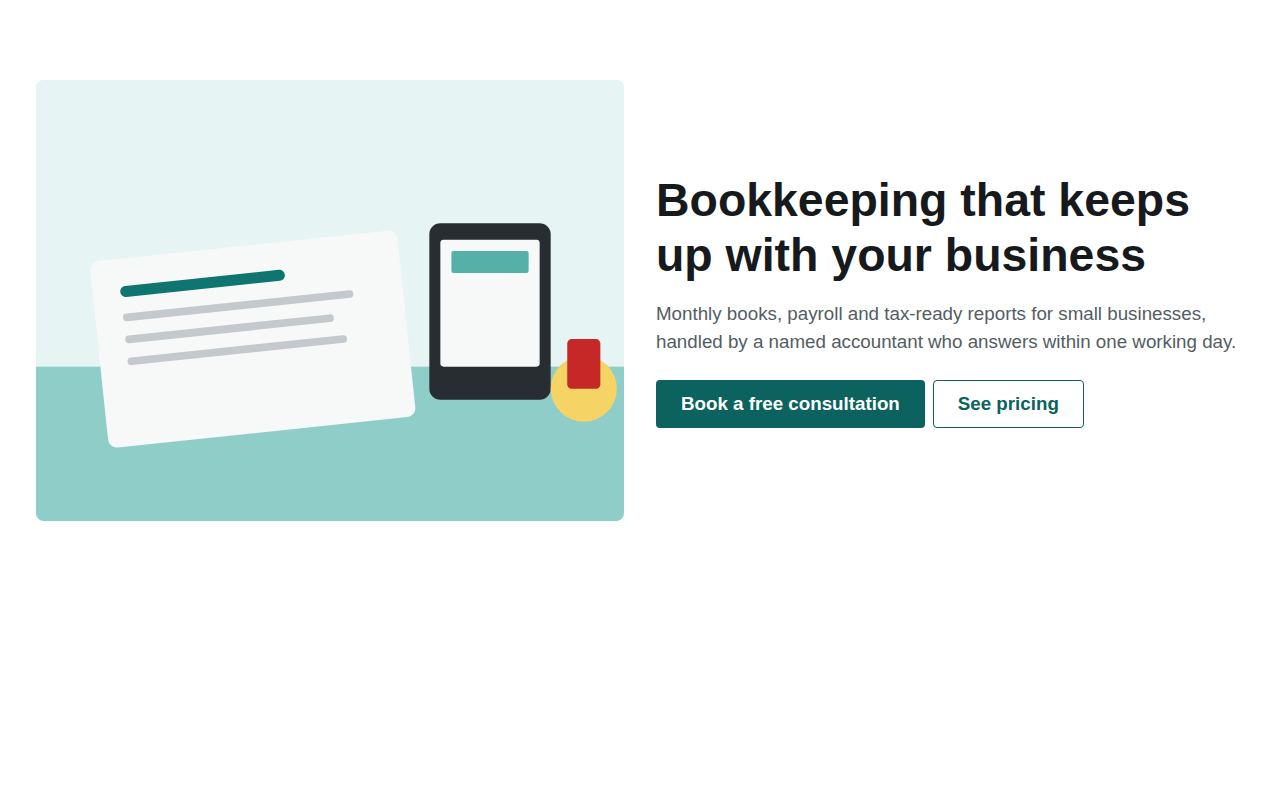 Bookkeeping that keeps
up with your business
Monthly books, payroll and tax-ready reports for small businesses,
handled by a named accountant who answers within one working day.
Book a free consultation
See pricing